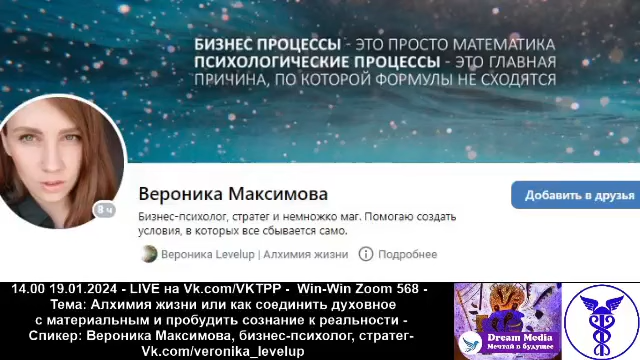 БИЗНЕС ПРОЦЕССЫ - ЭТО ПРОСТО МАТЕМАТИКА
ПСИХОЛОГИЧЕСКИЕ ПРОЦЕССЫ - ЭТО ГЛАВНАЯ
ПРИЧИНА, ПО КОТОРОЙ ФОРМУЛЫ НЕ СХОДЯТСЯ
8 ч
Вероника Максимова
Добавить в друзья
Бизнес-психолог, стратег и немножко маг. Помогаю создать
условия, в которых все сбывается само.
Вероника Levelup | Алхимия жизни
Подробнее
14.00 19.01.2024 - LIVE на Vk.com/VKTPP - Win-Win Zoom 568 -
Тема: Алхимия жизни или как соединить духовное
с материальным и пробудить сознание к реальности -
Спикер: Вероника Максимова, бизнес-психолог, стратег-
Vk.com/veronika_levelup
Dream Media
Мечтай в будущее